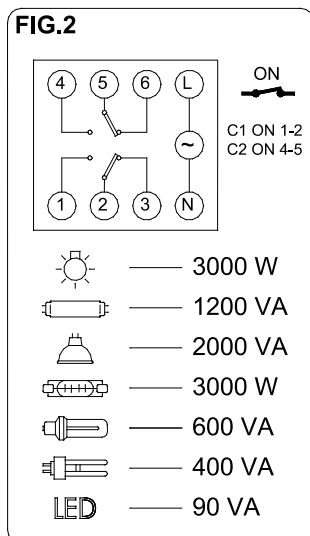 FIG.2
4 5 6 L
ON
C1 ON 1-2
~
C2 ON 4-5
1 2 3 N
3000 W
1200 VA
2000 VA
3000 W
600 VA
400 VA
LED 90 VA